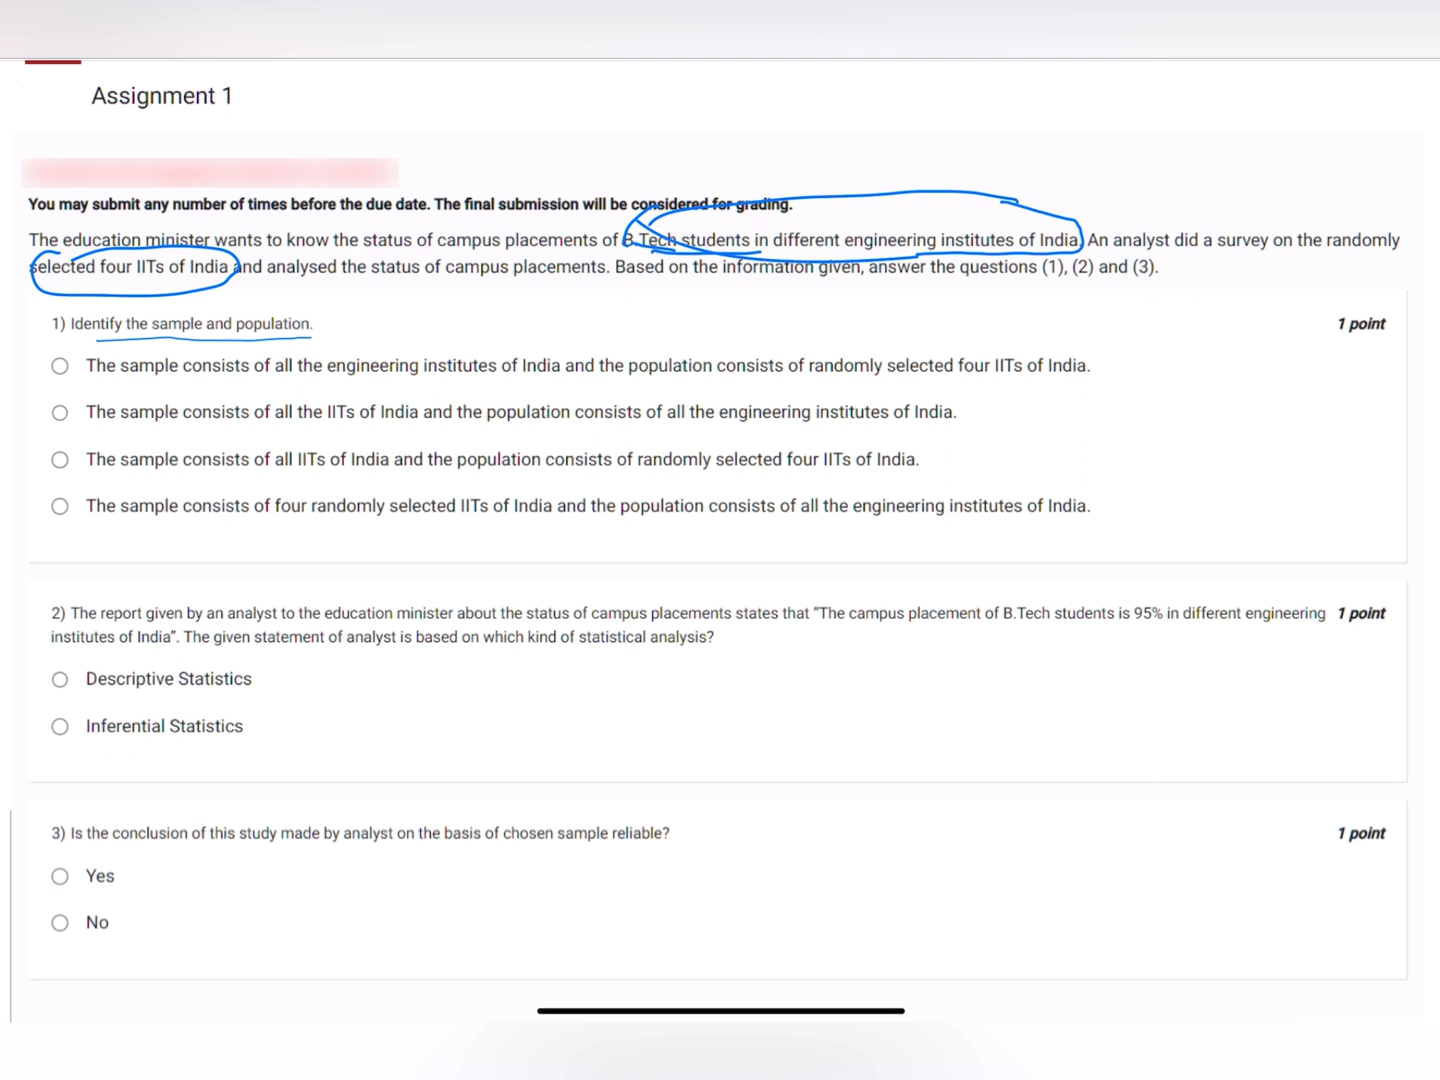 Assignment 1
You may submit any number of times before the due date. The final submission will be considered for grading.
The education minister wants to know the status of campus placements of B.Tech students in different engineering institutes of India. An analyst did a survey on the randomly
selected four IITs of India and analysed the status of campus placements. Based on the information given, answer the questions (1), (2) and (3).
1) Identify the sample and population.
1 point
The sample consists of all the engineering institutes of India and the population consists of randomly selected four IITs of India.
The sample consists of all the IITs of India and the population consists of all the engineering institutes of India.
The sample consists of all IITs of India and the population consists of randomly selected four IITs of India.
The sample consists of four randomly selected IITs of India and the population consists of all the engineering institutes of India.
2) The report given by an analyst to the education minister about the status of campus placements states that "The campus placement of B.Tech students is 95% in different engineering
1 point
institutes of India". The given statement of analyst is based on which kind of statistical analysis?
Descriptive Statistics
Inferential Statistics
3) Is the conclusion of this study made by analyst on the basis of chosen sample reliable?
1 point
Yes
No